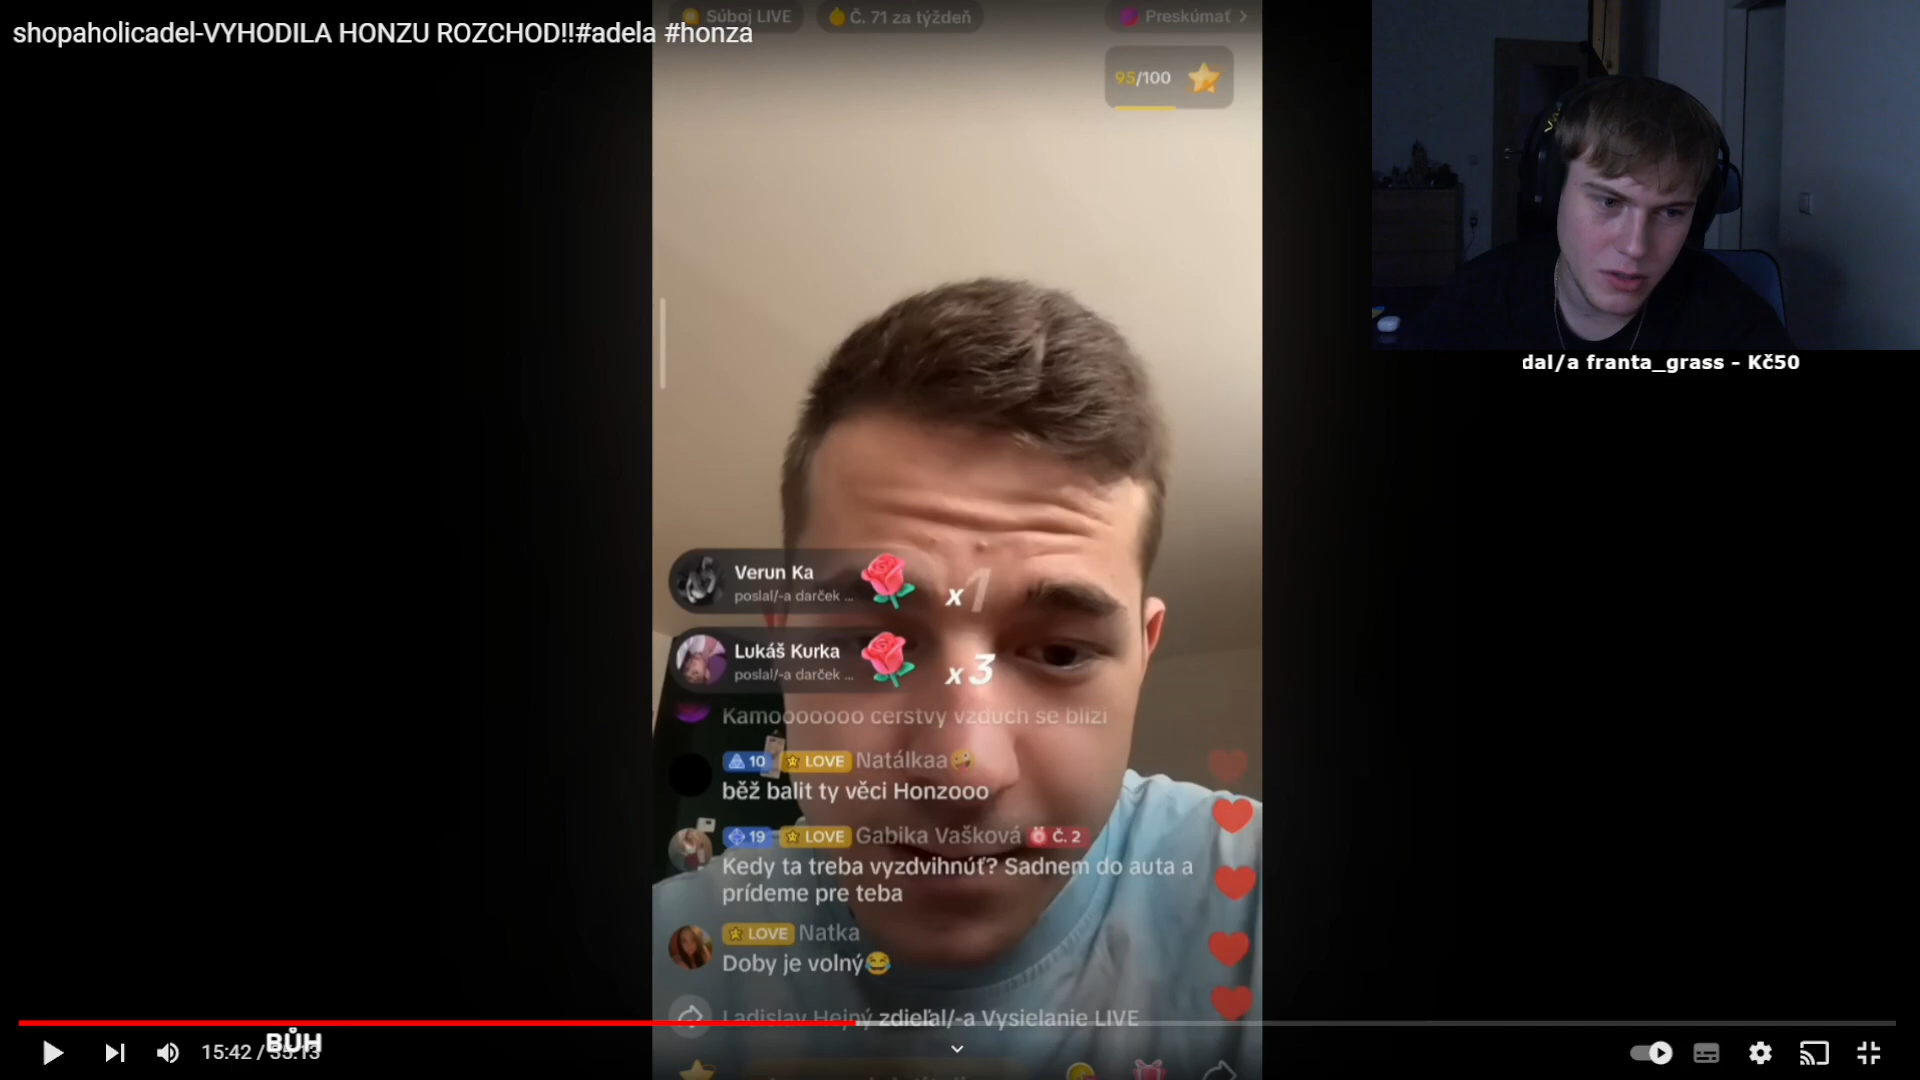 shopaholicadel-VYHODILA HONZU ROZCHOD!!#adela #honza
Súboj LIVE
Č. 71 za týždeň
Preskúmať
95/100
dal/a franta_grass - Kč50
Verun Ka
poslal/-a darček ...
x1
Lukáš Kurka
poslal/-a darček ...
x3
Kamooooooo cerstvy vzduch se blizi
10 LOVE Natálkaa
běž balit ty věci Honzooo
19 LOVE Gabika Vašková Č. 2
Kedy ta treba vyzdvihnúť? Sadnem do auta a
prídeme pre teba
LOVE Natka
Doby je volný
Ladislav Hejný zdieľal/-a Vysielanie LIVE
BŮH
15:42 / 35:13